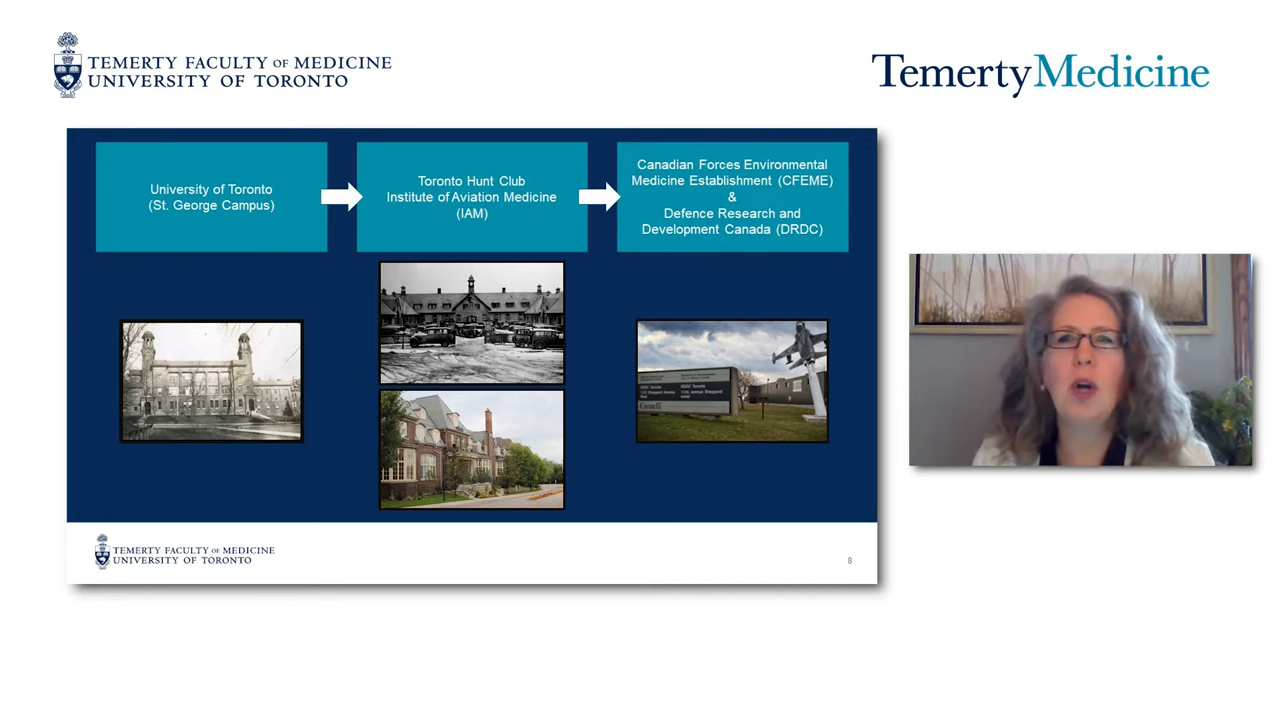 TEMERTY FACULTY OF MEDICINE
UNIVERSITY OF TORONTO
TemertyMedicine
University of Toronto
(St. George Campus)
Toronto Hunt Club
Institute of Aviation Medicine
(IAM)
Canadian Forces Environmental
Medicine Establishment (CFEME)
&
Defence Research and
Development Canada (DRDC)
Canada
TEMERTY FACULTY OF MEDICINE
UNIVERSITY OF TORONTO
8